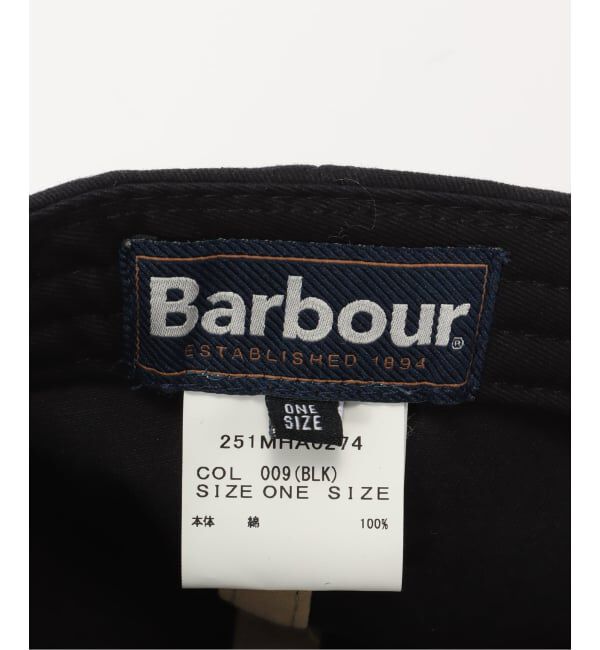 Barbour®
ESTABLISHED 1894
ONE
SIZE
251MHA0274
COL 009(BLK)
SIZE ONE SIZE
本体 綿 100%